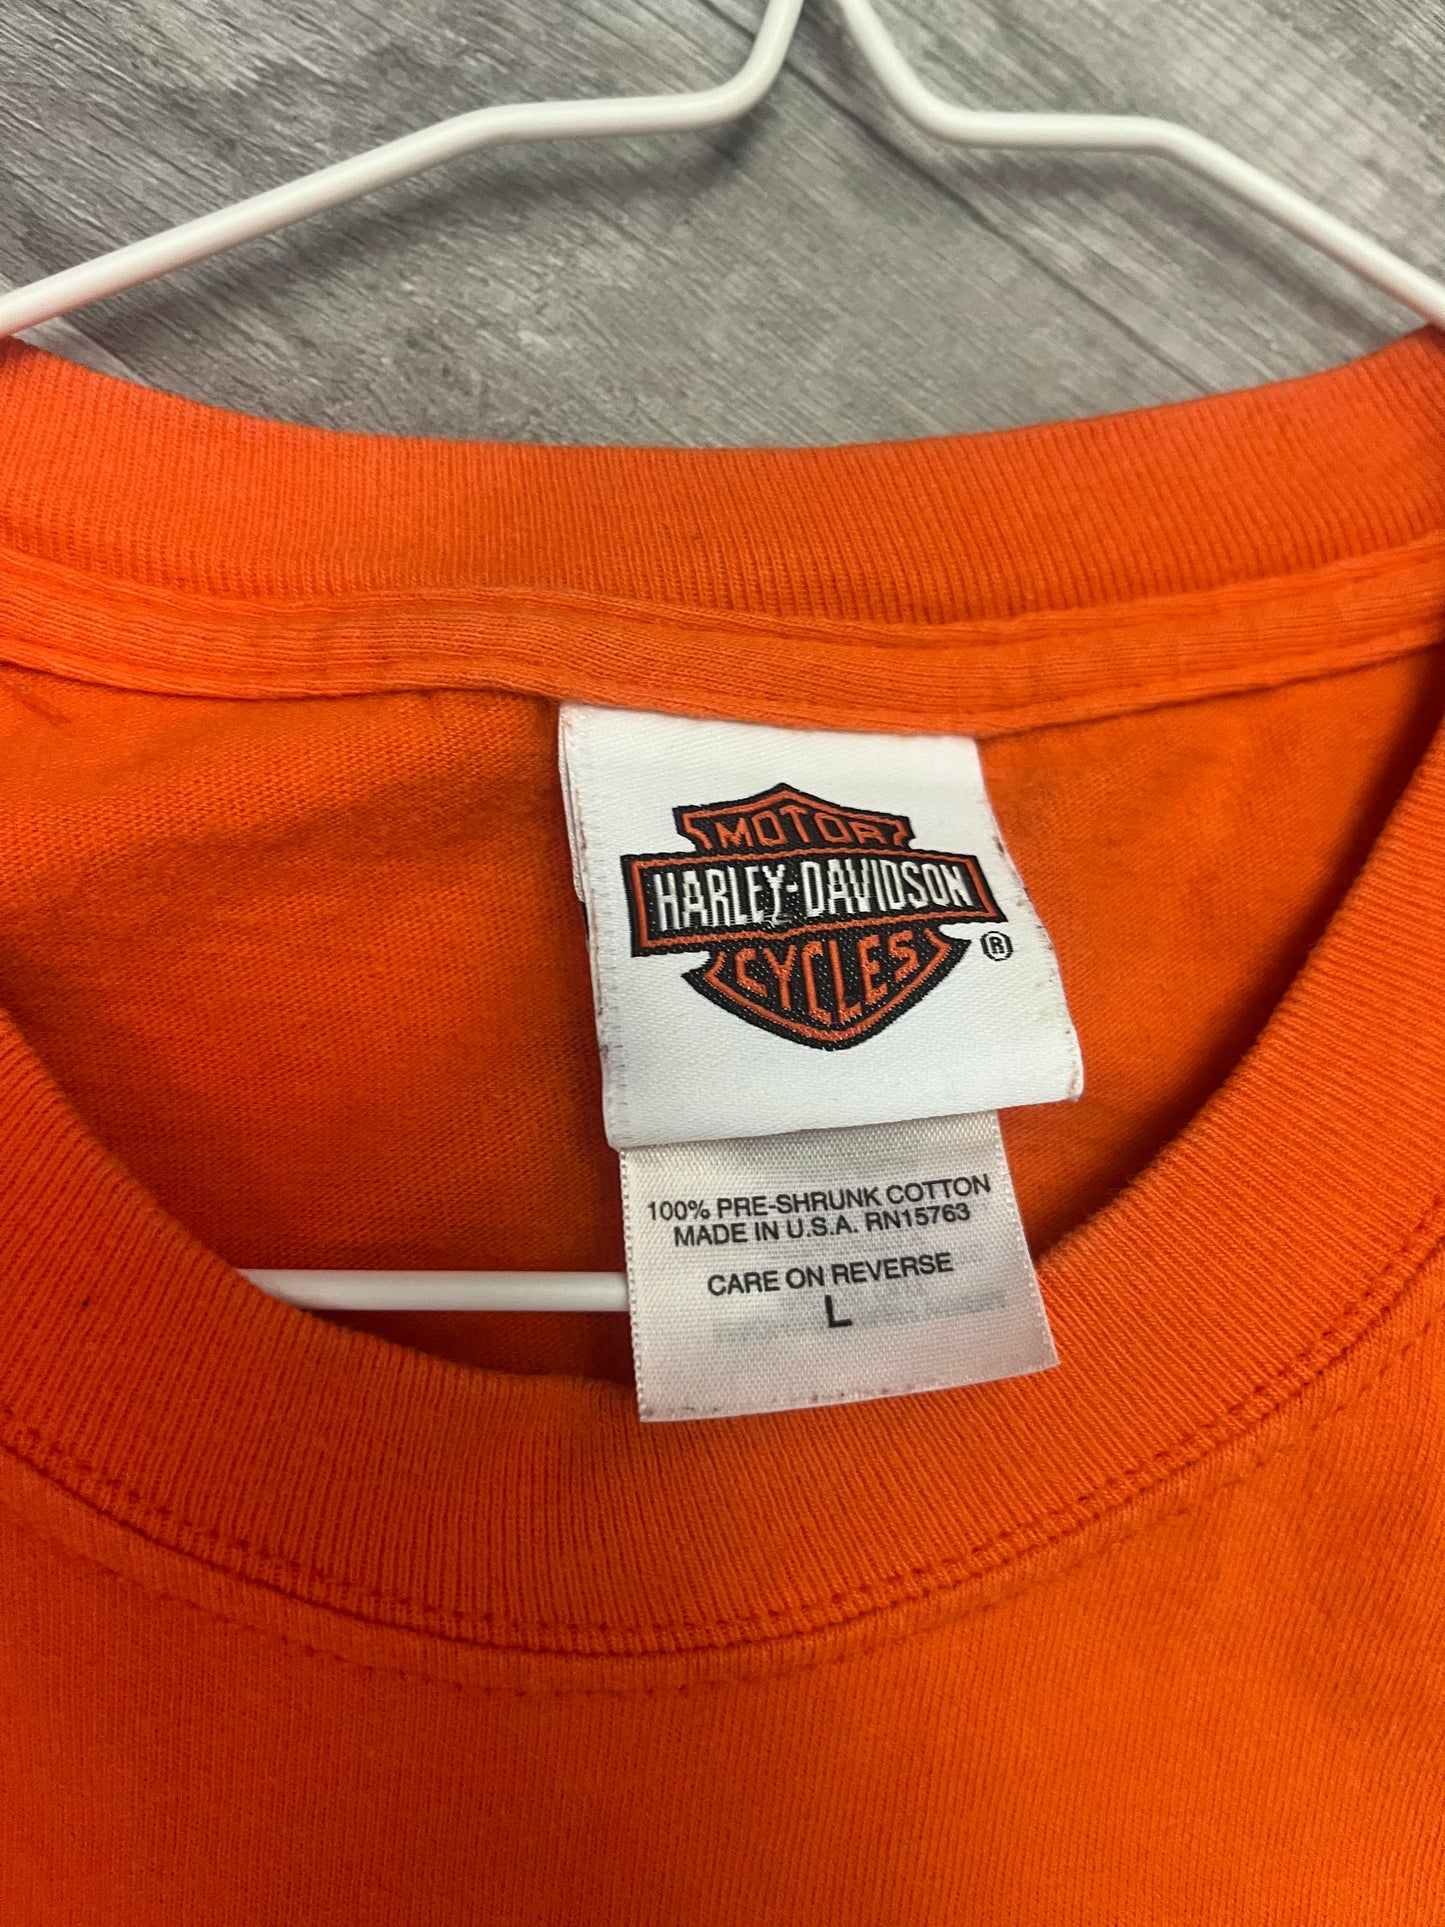 MOTOR
HARLEY-DAVIDSON
CYCLES
®
100% PRE-SHRUNK COTTON
MADE IN U.S.A. RN15763
CARE ON REVERSE
L